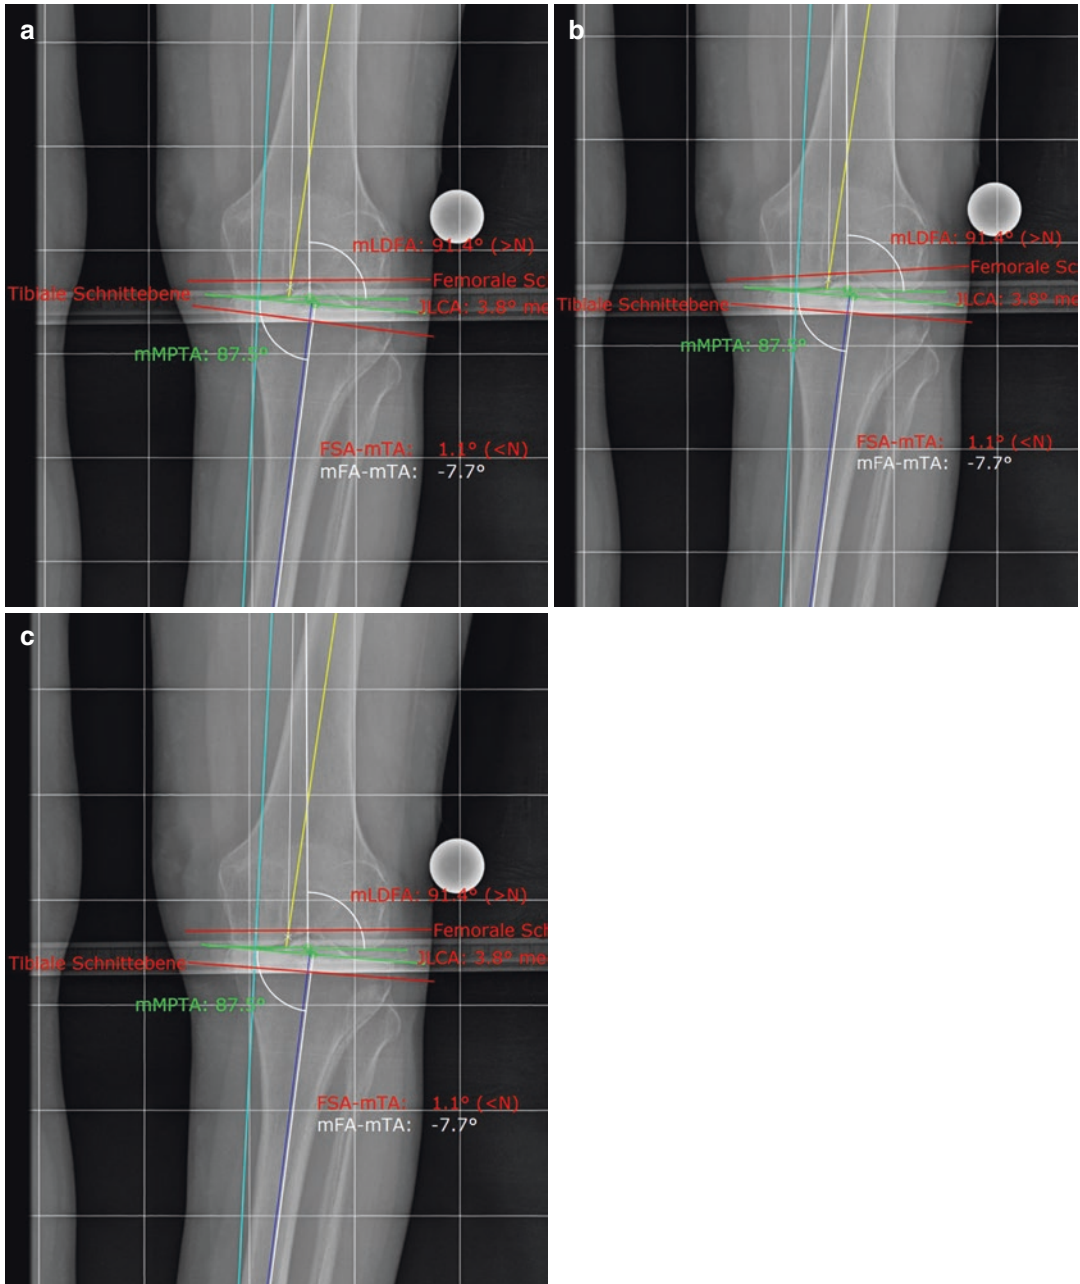 a
mLDFA: 91.4° (>N)
Femorale Sc
Tibiale Schnittebene
JLCA: 3.8° me
mMPTA: 87.5°
FSA-mTA: 1.1° (<N)
mFA-mTA: -7.7°
b
mLDFA: 91.4° (>N)
Femorale Sc
Tibiale Schnittebene
JLCA: 3.8° me
mMPTA: 87.5°
FSA-mTA: 1.1° (<N)
mFA-mTA: -7.7°
c
mLDFA: 91.4° (>N)
Femorale Sch
Tibiale Schnittebene
JLCA: 3.8° me
mMPTA: 87.5°
FSA-mTA: 1.1° (<N)
mFA-mTA: -7.7°